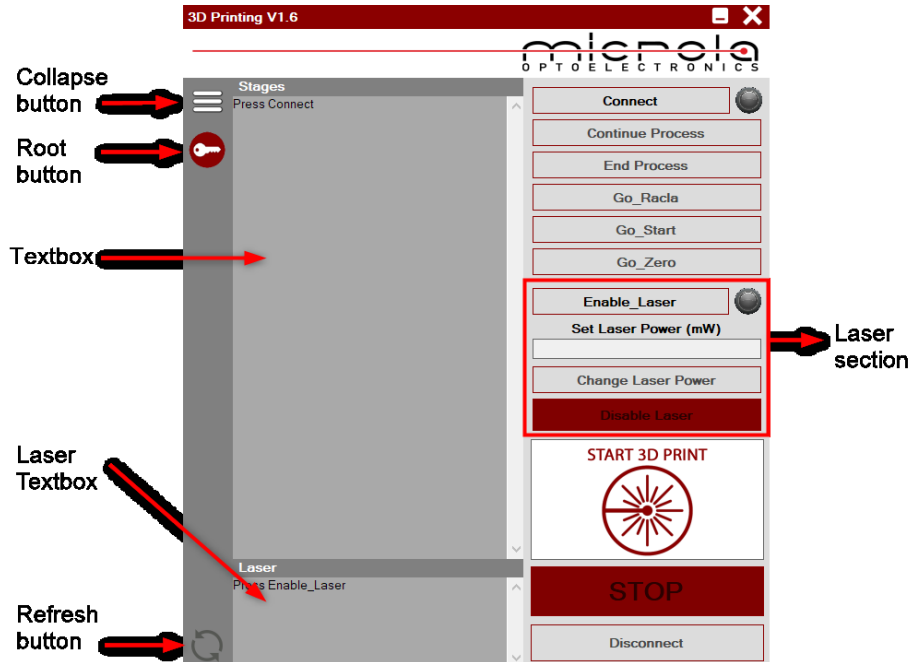 3D Printing V1.6
microla
OPTOELECTRONICS
Collapse
button
Root
button
Textbox
Laser
Textbox
Refresh
button
Stages
Press Connect
Laser
Press Enable_Laser
Connect
Continue Process
End Process
Go_Racla
Go_Start
Go_Zero
Enable_Laser
Set Laser Power (mW)
Change Laser Power
Disable Laser
START 3D PRINT
STOP
Disconnect
Laser
section